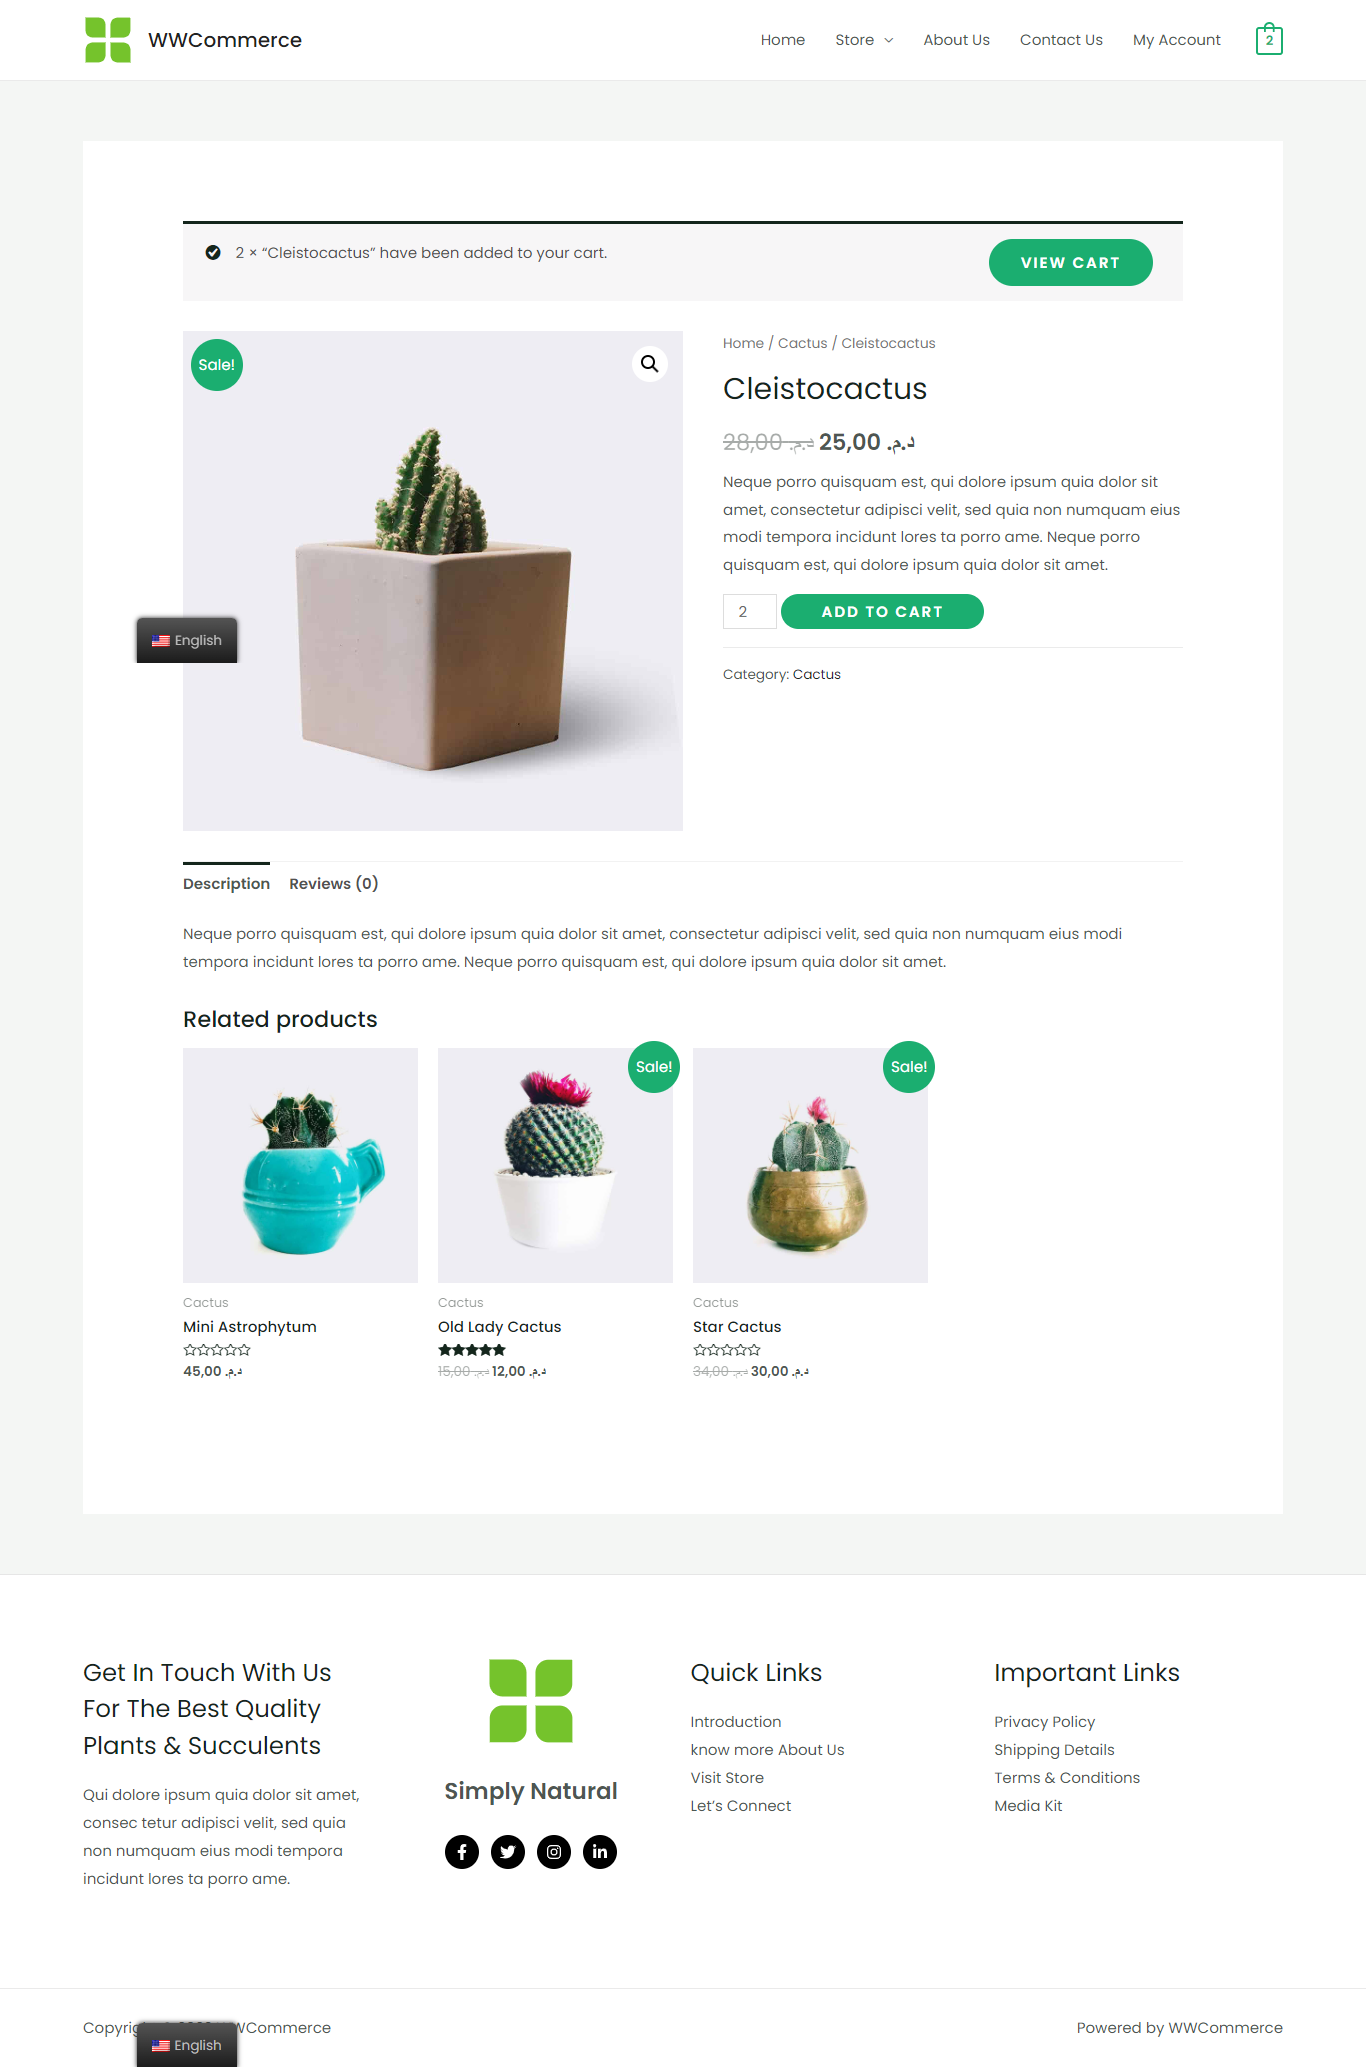 WWCommerce
Home
Store
About Us
Contact Us
My Account
2
2 × “Cleistocactus” have been added to your cart.
VIEW CART
Sale!
Home / Cactus / Cleistocactus
Cleistocactus
28,00 د.م. 25,00 د.م.
Neque porro quisquam est, qui dolore ipsum quia dolor sit
amet, consectetur adipisci velit, sed quia non numquam eius
modi tempora incidunt lores ta porro ame. Neque porro
quisquam est, qui dolore ipsum quia dolor sit amet.
2
ADD TO CART
English
Category: Cactus
Description
Reviews (0)
Neque porro quisquam est, qui dolore ipsum quia dolor sit amet, consectetur adipisci velit, sed quia non numquam eius modi
tempora incidunt lores ta porro ame. Neque porro quisquam est, qui dolore ipsum quia dolor sit amet.
Related products
Cactus
Mini Astrophytum
45,00 د.م.
Sale!
Cactus
Old Lady Cactus
15,00 د.م. 12,00 د.م.
Sale!
Cactus
Star Cactus
34,00 د.م. 30,00 د.م.
Get In Touch With Us
For The Best Quality
Plants & Succulents
Qui dolore ipsum quia dolor sit amet,
consec tetur adipisci velit, sed quia
non numquam eius modi tempora
incidunt lores ta porro ame.
Simply Natural
Quick Links
Introduction
know more About Us
Visit Store
Let’s Connect
Important Links
Privacy Policy
Shipping Details
Terms & Conditions
Media Kit
WWCommerce
English
Powered by WWCommerce